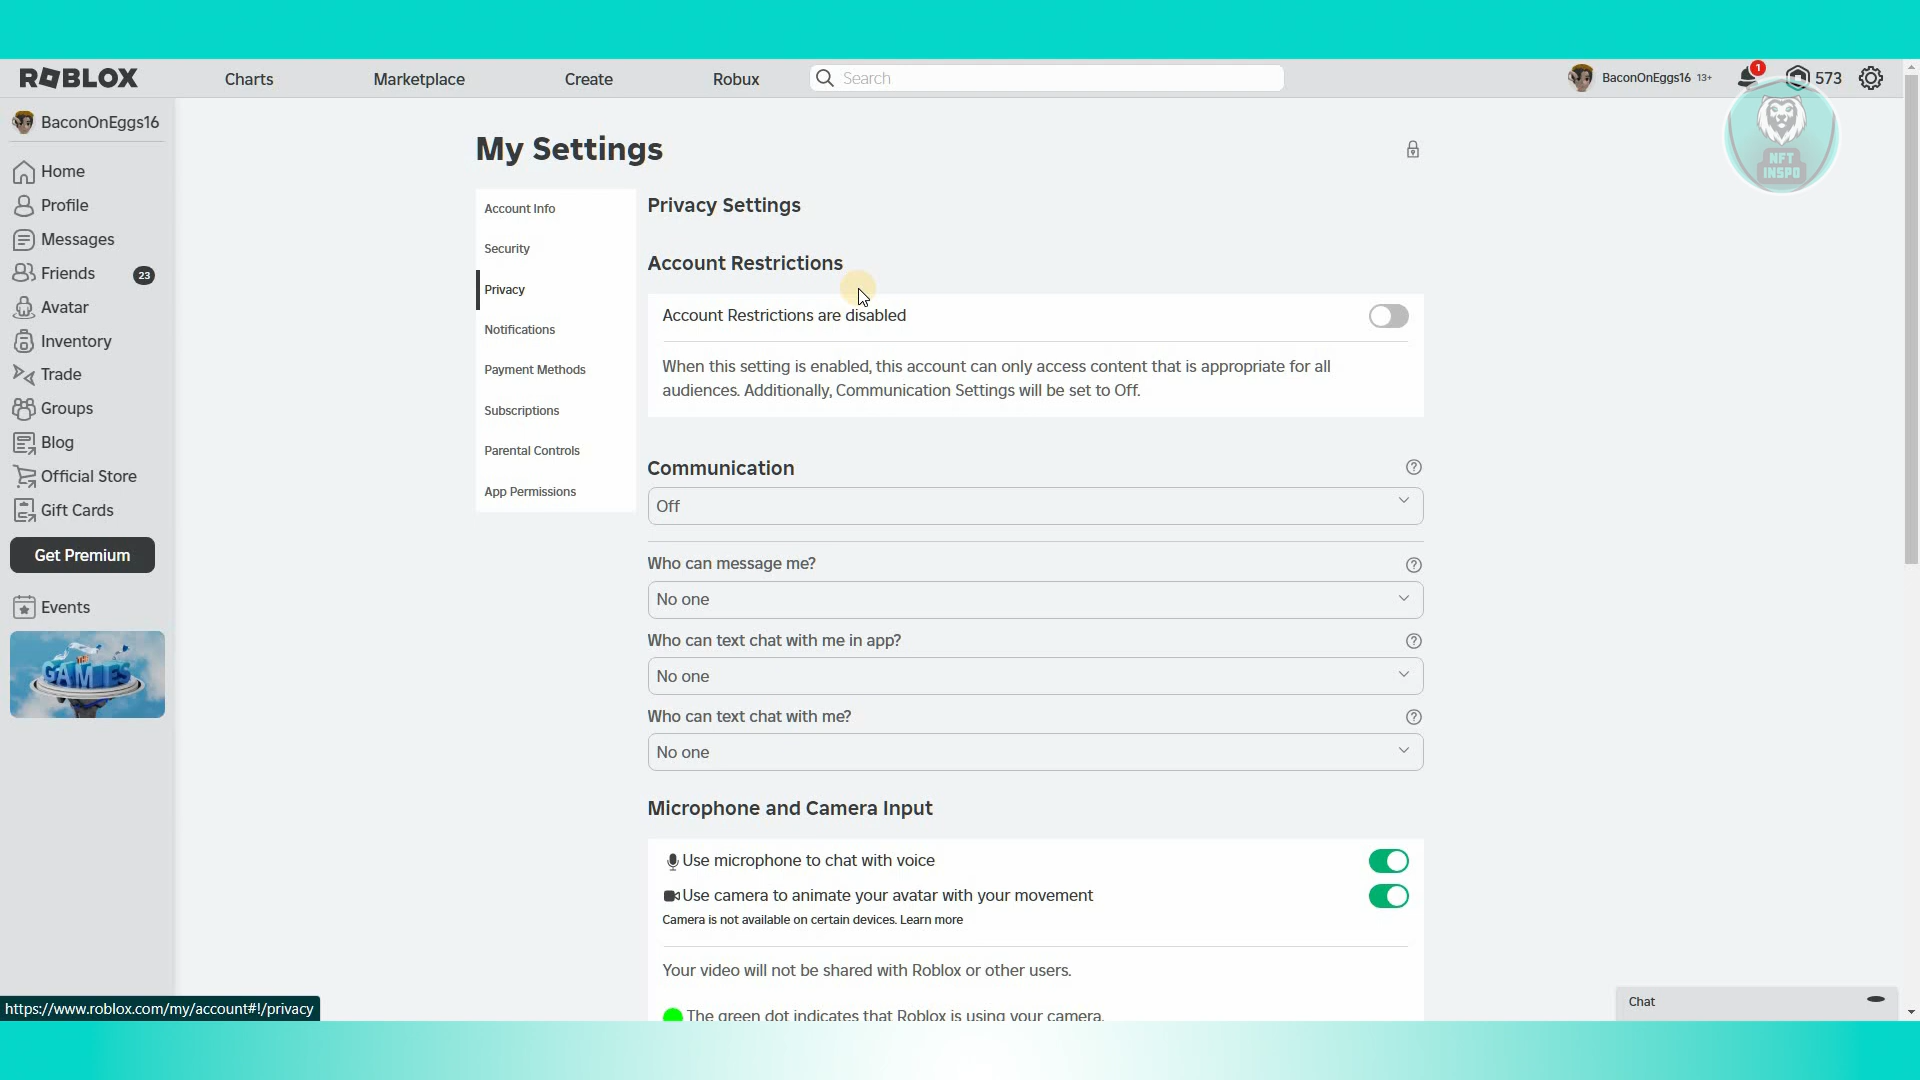 ROBLOX
Charts
Marketplace
Create
Robux
Search
BaconOnEggs16 13+
1
573
NFT
INSPO
BaconOnEggs16
Home
Profile
Messages
Friends 23
Avatar
Inventory
Trade
Groups
Blog
Official Store
Gift Cards
Get Premium
Events
THE
GAMES
My Settings
Account Info
Security
Privacy
Notifications
Payment Methods
Subscriptions
Parental Controls
App Permissions
Privacy Settings
Account Restrictions
Account Restrictions are disabled
When this setting is enabled, this account can only access content that is appropriate for all
audiences. Additionally, Communication Settings will be set to Off.
Communication
Off
Who can message me?
No one
Who can text chat with me in app?
No one
Who can text chat with me?
No one
Microphone and Camera Input
Use microphone to chat with voice
Use camera to animate your avatar with your movement
Camera is not available on certain devices. Learn more
Your video will not be shared with Roblox or other users.
The green dot indicates that Roblox is using your camera.
https://www.roblox.com/my/account#!/privacy
Chat